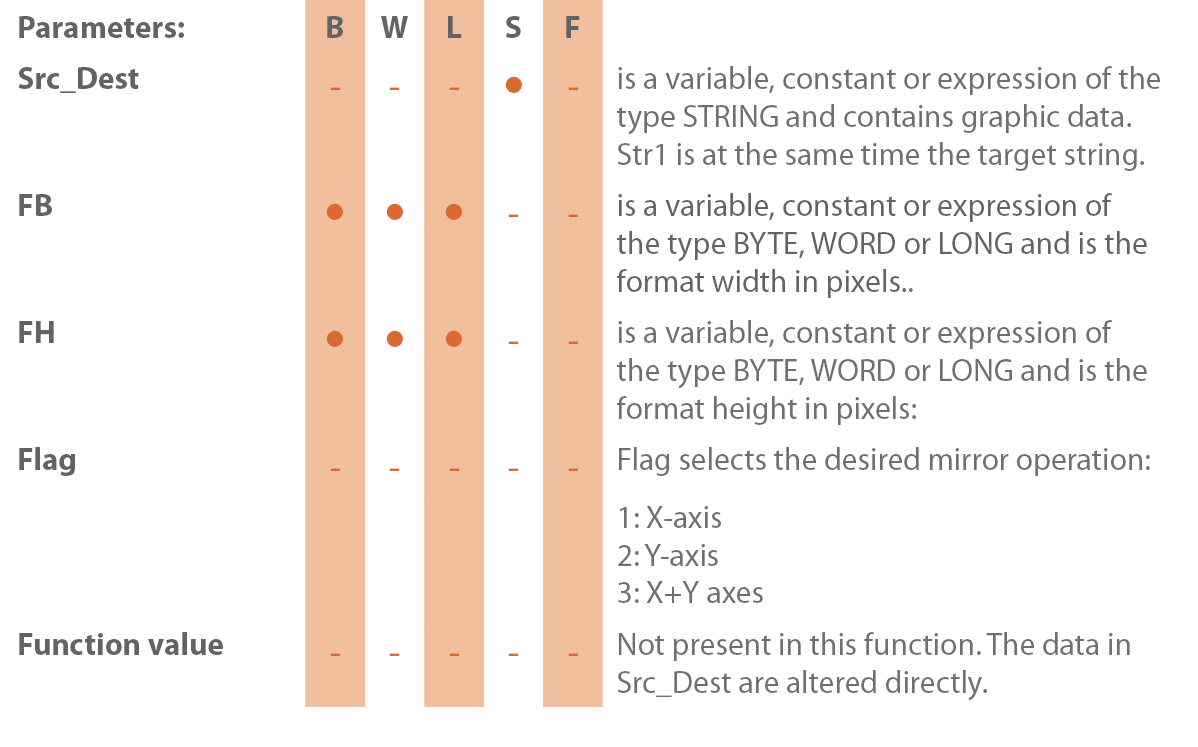 Parameters: B W L S F
Src_Dest - - - ● - is a variable, constant or expression of the
type STRING and contains graphic data.
Str1 is at the same time the target string.
FB ● ● ● - - is a variable, constant or expression of
the type BYTE, WORD or LONG and is the
format width in pixels..
FH ● ● ● - - is a variable, constant or expression of
the type BYTE, WORD or LONG and is the
format height in pixels:
Flag - - - - - Flag selects the desired mirror operation:
1: X-axis
2: Y-axis
3: X+Y axes
Function value - - - - - Not present in this function. The data in
Src_Dest are altered directly.